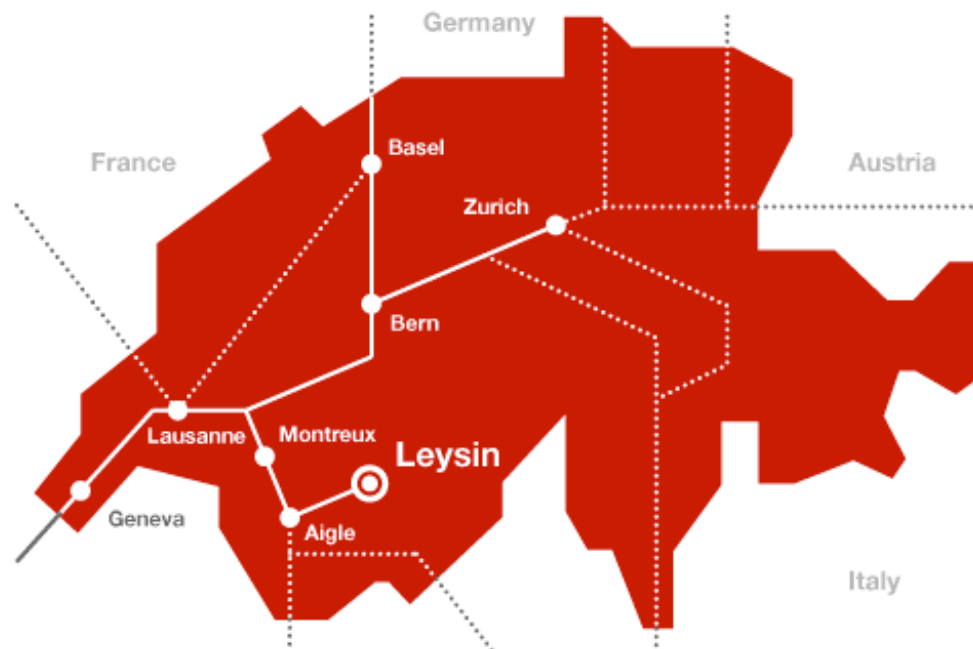 Germany
Basel
France
Austria
Zurich
Bern
Lausanne
Montreux
Leysin
Geneva
Aigle
Italy